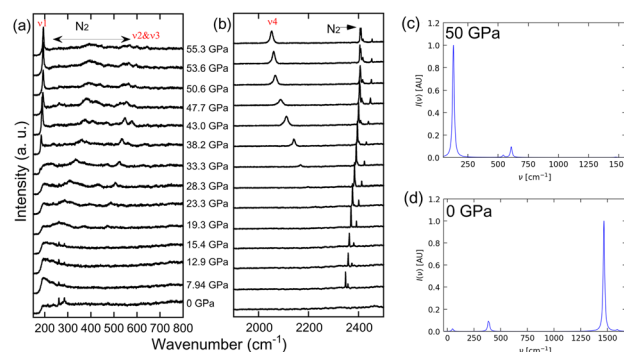 (a)
ν1
N2
ν2&ν3
55.3 GPa
53.6 GPa
50.6 GPa
47.7 GPa
43.0 GPa
38.2 GPa
33.3 GPa
28.3 GPa
23.3 GPa
19.3 GPa
15.4 GPa
12.9 GPa
7.94 GPa
0 GPa
Intensity (a. u.)
200 300 400 500 600 700 800
(b)
ν4
N2
2000 2200 2400
Wavenumber (cm-1)
(c) 50 GPa
I(ν) [AU]
1.0
0.8
0.6
0.4
0.2
0.0
250 500 750 1000 1250 1500
ν [cm-1]
(d) 0 GPa
I(ν) [AU]
1.0
0.8
0.6
0.4
0.2
0.0
0 250 500 750 1000 1250 1500
ν [cm-1]